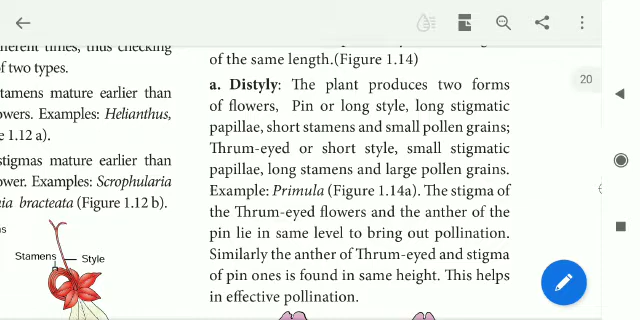 fferent times, thus checking
f two types.
tamens mature earlier than
owers. Examples: Helianthus,
e 1.12 a).
stigmas mature earlier than
ower. Examples: Scrophularia
ia bracteata (Figure 1.12 b).
ns
Stamens
Style
of the same length.(Figure 1.14)
a. Distyly: The plant produces two forms
of flowers, Pin or long style, long stigmatic
papillae, short stamens and small pollen grains;
Thrum-eyed or short style, small stigmatic
papillae, long stamens and large pollen grains.
Example: Primula (Figure 1.14a). The stigma of
the Thrum-eyed flowers and the anther of the
pin lie in same level to bring out pollination.
Similarly the anther of Thrum-eyed and stigma
of pin ones is found in same height. This helps
in effective pollination.
20